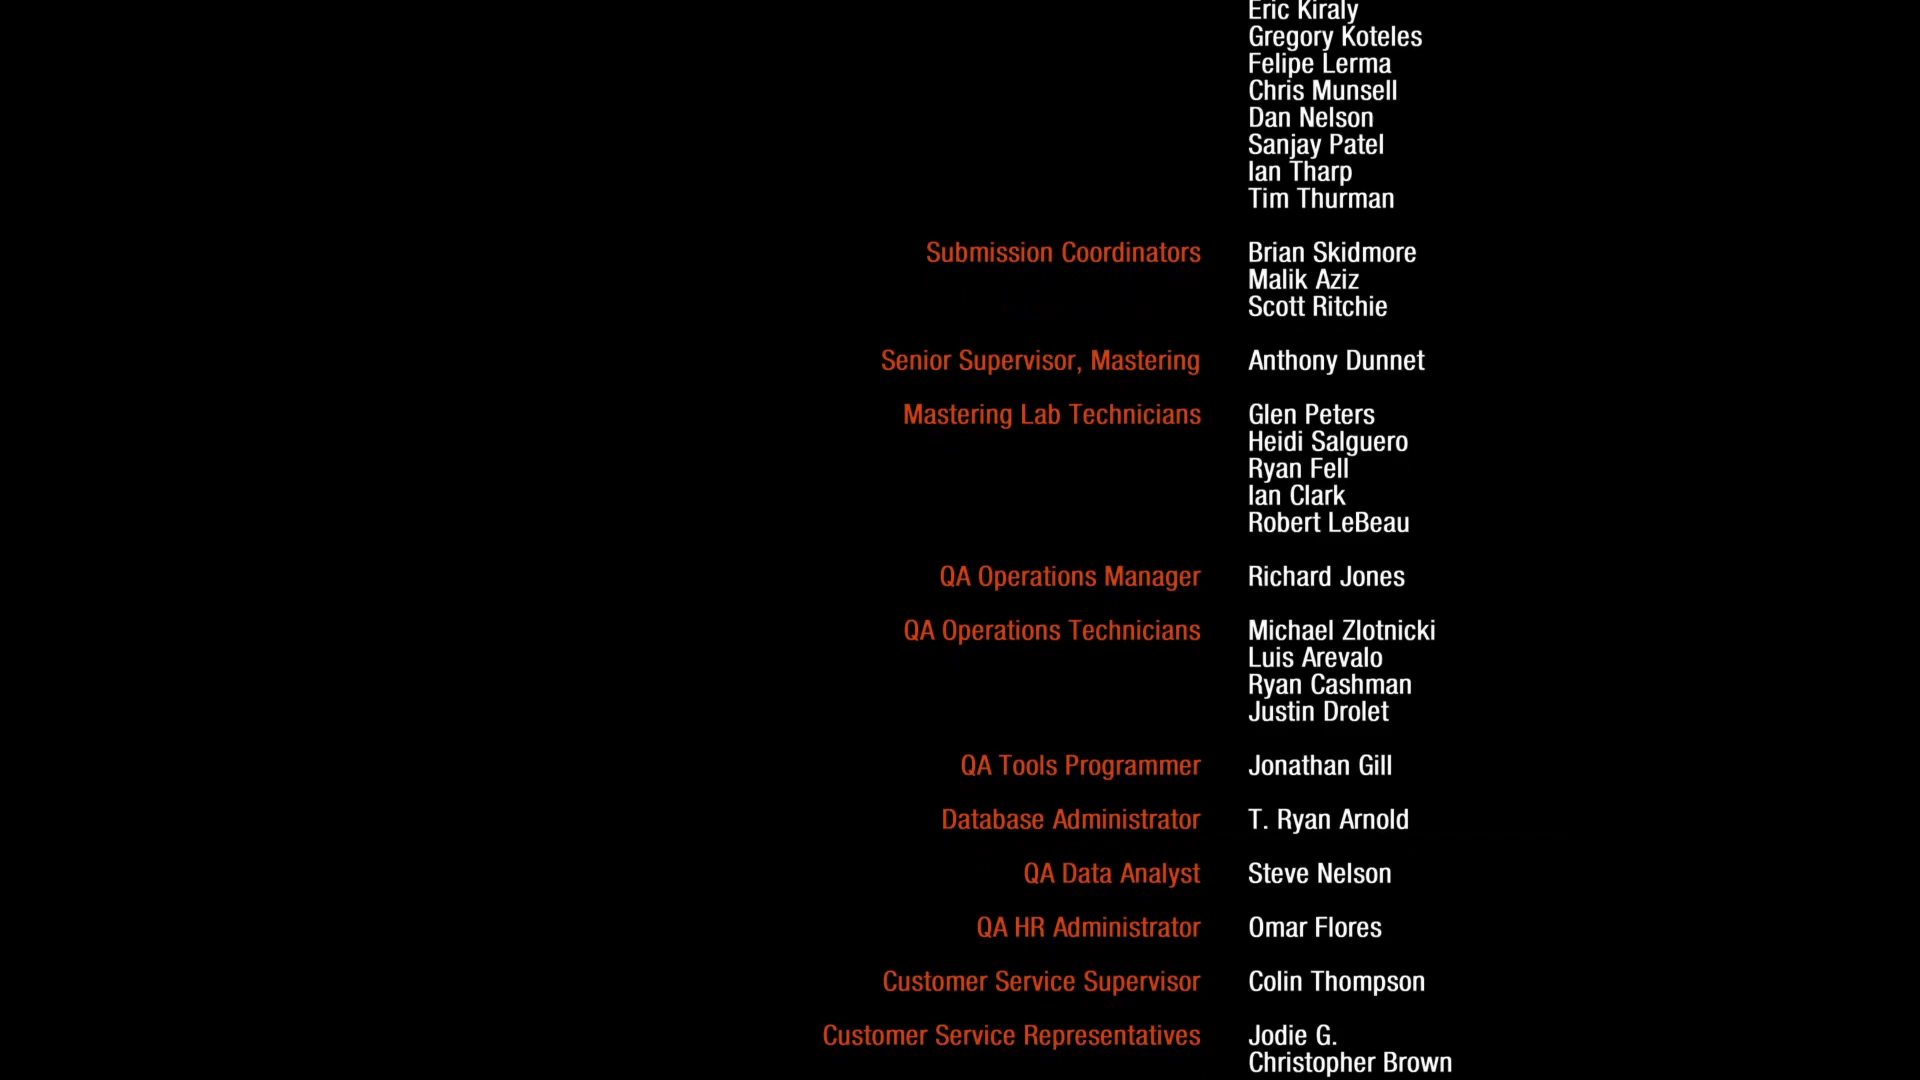 Eric Kiraly
Gregory Koteles
Felipe Lerma
Chris Munsell
Dan Nelson
Sanjay Patel
Ian Tharp
Tim Thurman
Submission Coordinators Brian Skidmore
Malik Aziz
Scott Ritchie
Senior Supervisor, Mastering Anthony Dunnet
Mastering Lab Technicians Glen Peters
Heidi Salguero
Ryan Fell
Ian Clark
Robert LeBeau
QA Operations Manager Richard Jones
QA Operations Technicians Michael Zlotnicki
Luis Arevalo
Ryan Cashman
Justin Drolet
QA Tools Programmer Jonathan Gill
Database Administrator T. Ryan Arnold
QA Data Analyst Steve Nelson
QA HR Administrator Omar Flores
Customer Service Supervisor Colin Thompson
Customer Service Representatives Jodie G.
Christopher Brown